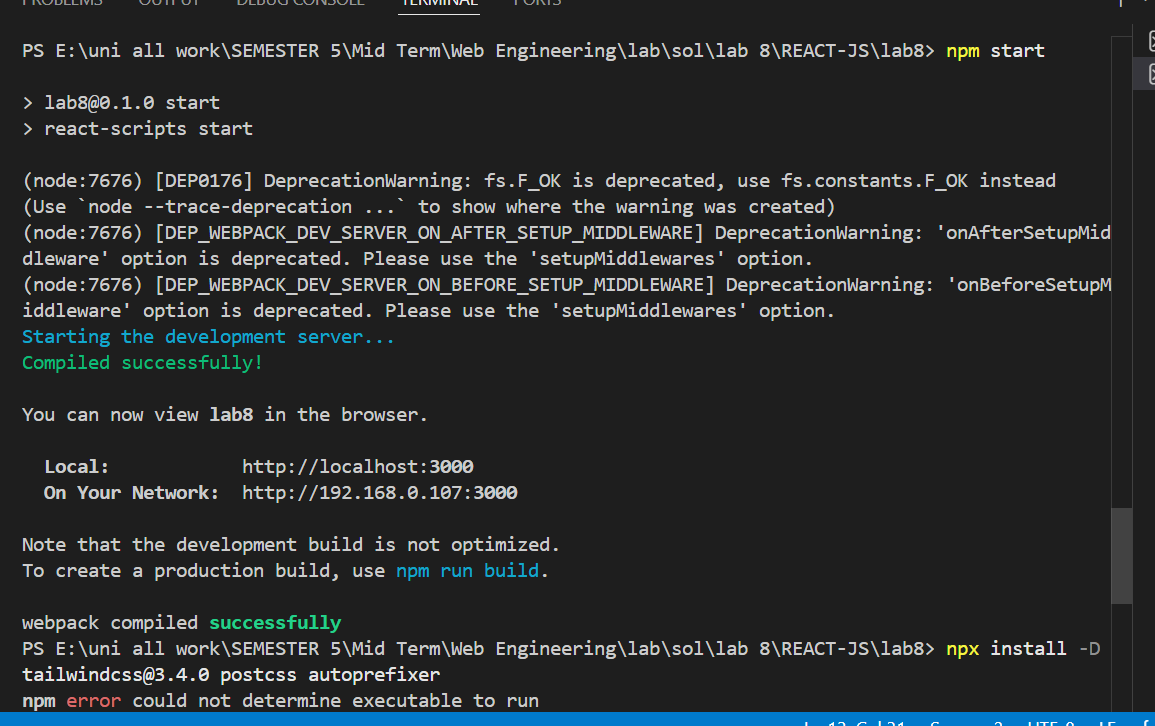 PROBLEMS OUTPUT DEBUG CONSOLE TERMINAL PORTS
PS E:\uni all work\SEMESTER 5\Mid Term\Web Engineering\lab\sol\lab 8\REACT-JS\lab8> npm start
> lab8@0.1.0 start
> react-scripts start
(node:7676) [DEP0176] DeprecationWarning: fs.F_OK is deprecated, use fs.constants.F_OK instead
(Use `node --trace-deprecation ...` to show where the warning was created)
(node:7676) [DEP_WEBPACK_DEV_SERVER_ON_AFTER_SETUP_MIDDLEWARE] DeprecationWarning: 'onAfterSetupMid
dleware' option is deprecated. Please use the 'setupMiddlewares' option.
(node:7676) [DEP_WEBPACK_DEV_SERVER_ON_BEFORE_SETUP_MIDDLEWARE] DeprecationWarning: 'onBeforeSetupM
iddleware' option is deprecated. Please use the 'setupMiddlewares' option.
Starting the development server...
Compiled successfully!
You can now view lab8 in the browser.
Local: http://localhost:3000
On Your Network: http://192.168.0.107:3000
Note that the development build is not optimized.
To create a production build, use npm run build.
webpack compiled successfully
PS E:\uni all work\SEMESTER 5\Mid Term\Web Engineering\lab\sol\lab 8\REACT-JS\lab8> npx install -D
tailwindcss@3.4.0 postcss autoprefixer
npm error could not determine executable to run